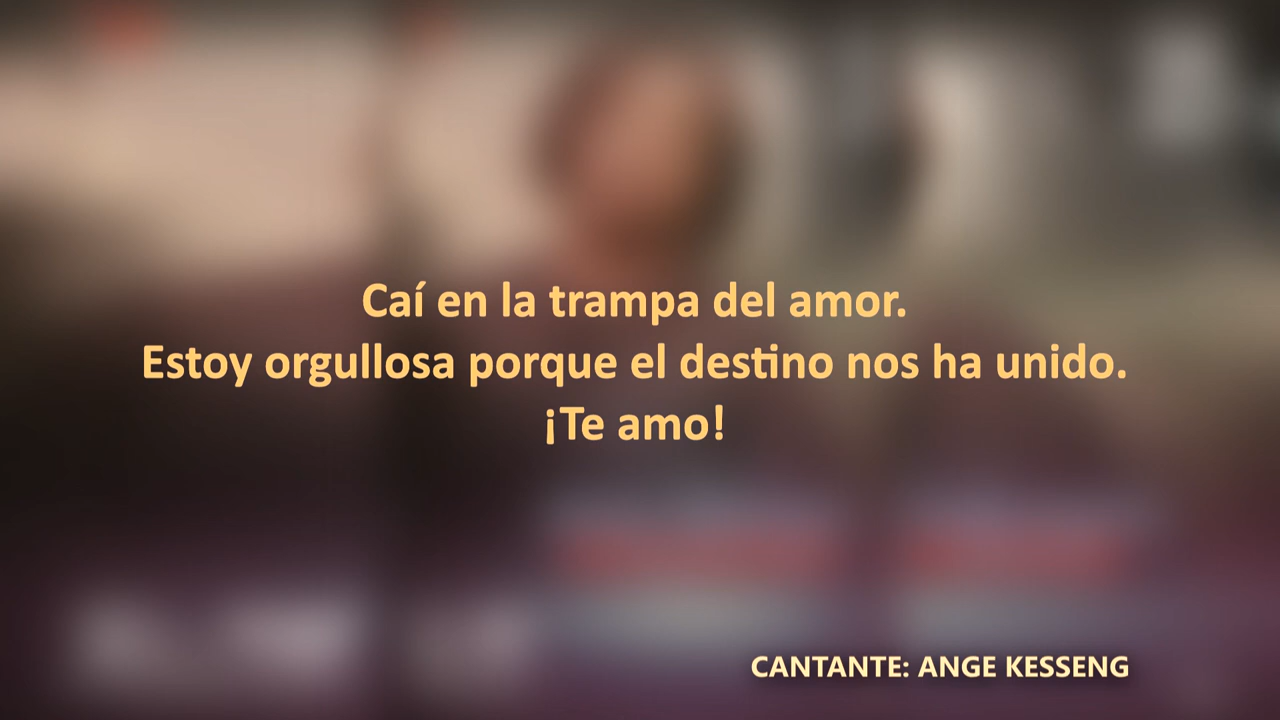 Caí en la trampa del amor.
Estoy orgullosa porque el destino nos ha unido.
¡Te amo!
CANTANTE: ANGE KESSENG